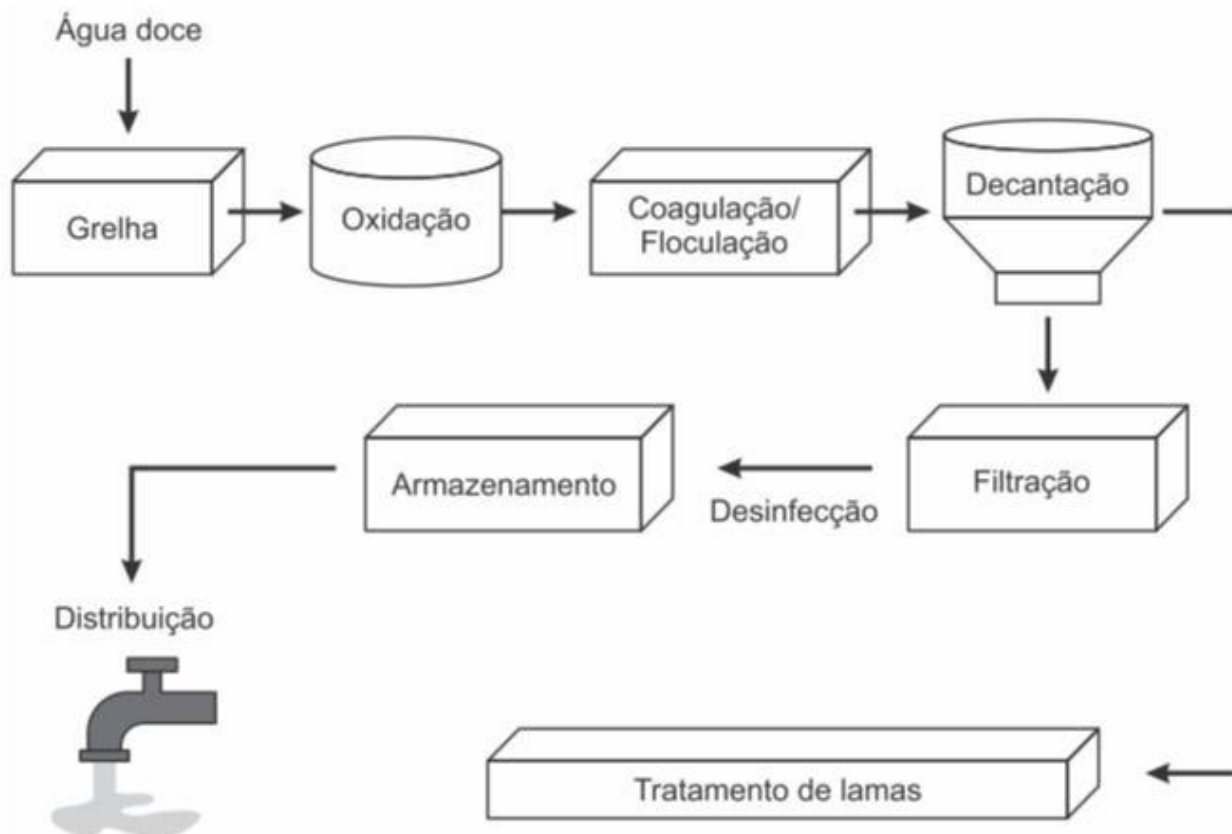 Água doce
Grelha
Oxidação
Coagulação/
Floculação
Decantação
Filtração
Desinfecção
Armazenamento
Distribuição
Tratamento de lamas